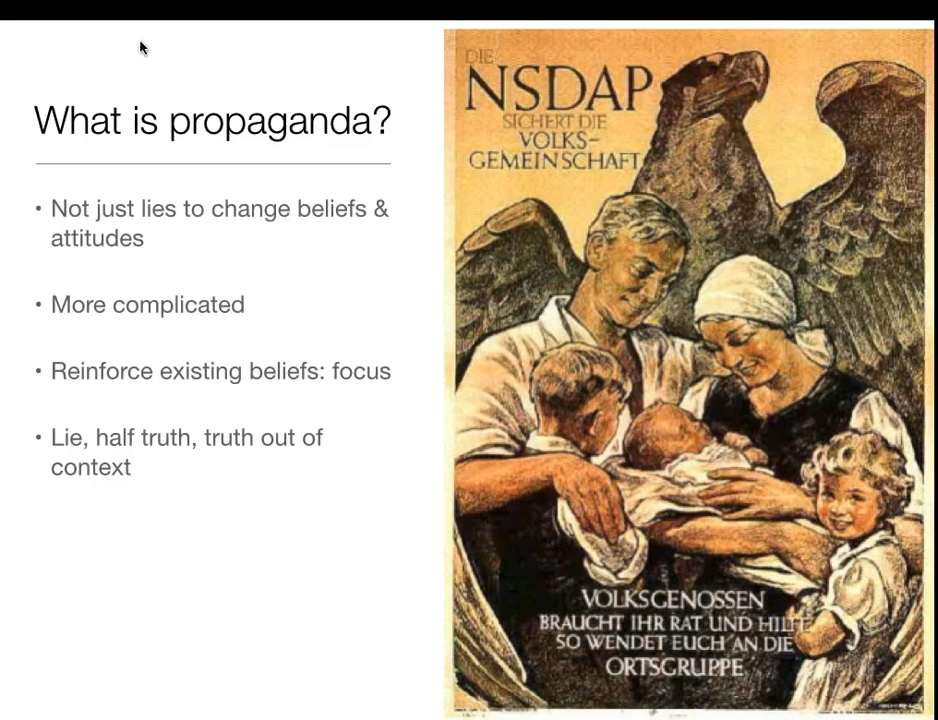 What is propaganda?
• Not just lies to change beliefs &
attitudes
• More complicated
• Reinforce existing beliefs: focus
• Lie, half truth, truth out of
context
DIE
NSDAP
SICHERT DIE
VOLKS-
GEMEINSCHAFT
VOLKSGENOSSEN
BRAUCHT IHR RAT UND HILFE
SO WENDET EUCH AN DIE
ORTSGRUPPE